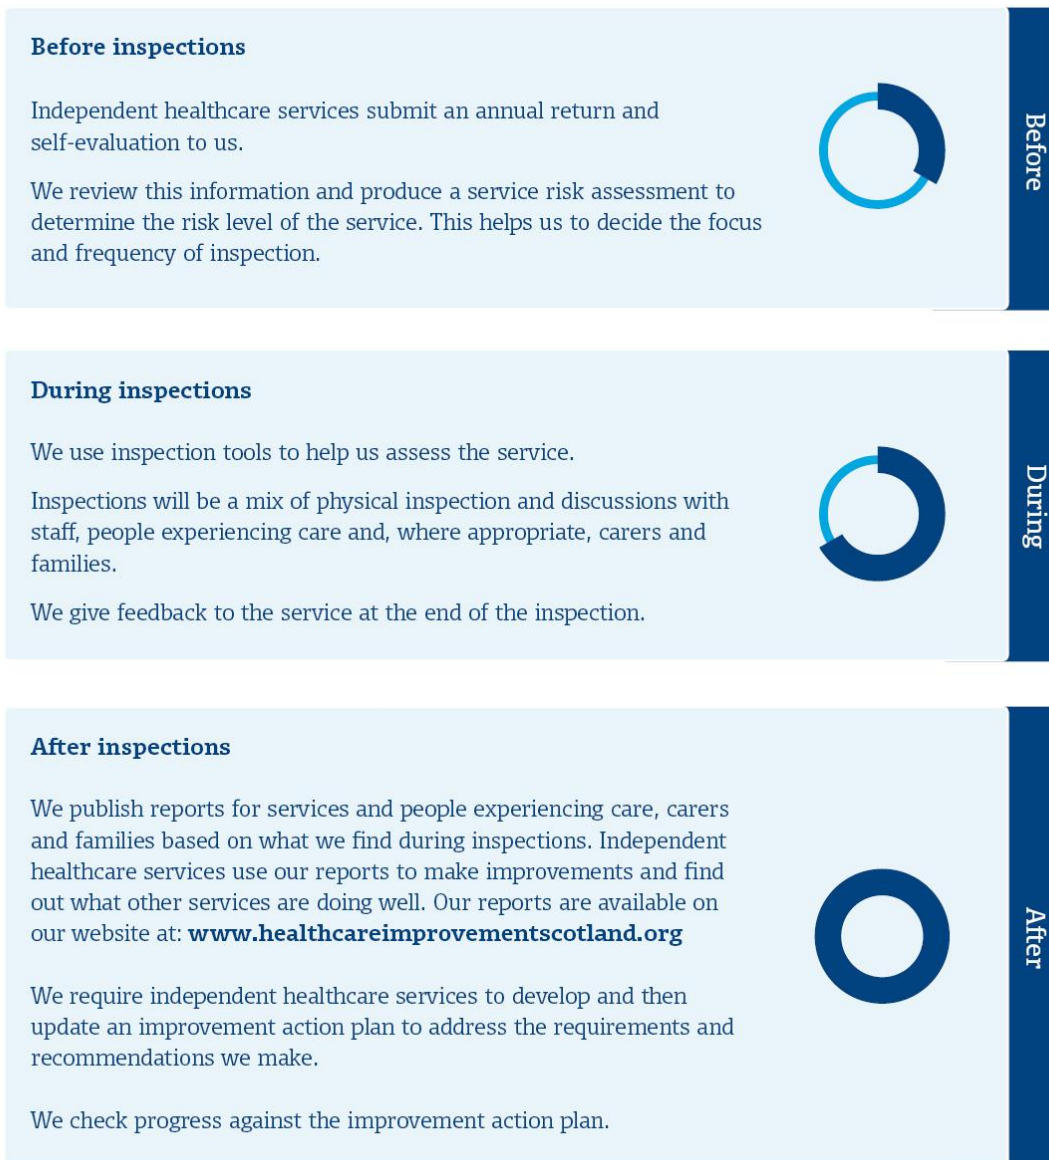 Before inspections
Independent healthcare services submit an annual return and
self-evaluation to us.
We review this information and produce a service risk assessment to
determine the risk level of the service. This helps us to decide the focus
and frequency of inspection.
Before
During inspections
We use inspection tools to help us assess the service.
Inspections will be a mix of physical inspection and discussions with
staff, people experiencing care and, where appropriate, carers and
families.
We give feedback to the service at the end of the inspection.
During
After inspections
We publish reports for services and people experiencing care, carers
and families based on what we find during inspections. Independent
healthcare services use our reports to make improvements and find
out what other services are doing well. Our reports are available on
our website at: www.healthcareimprovementscotland.org
We require independent healthcare services to develop and then
update an improvement action plan to address the requirements and
recommendations we make.
We check progress against the improvement action plan.
After